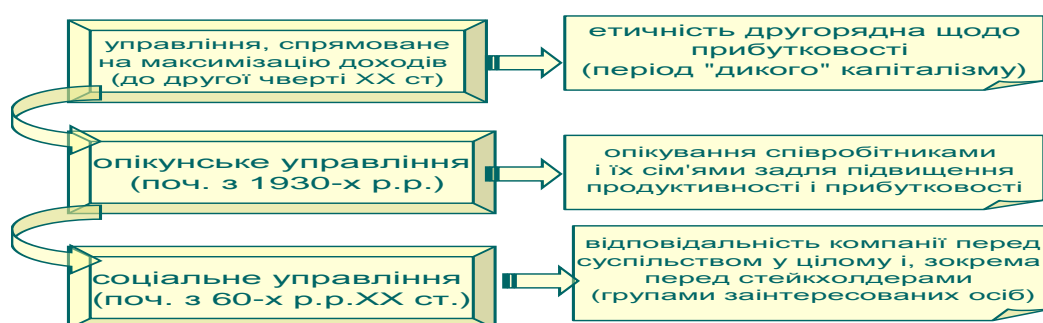 управління, спрямоване
на максимізацію доходів
(до другої чверті ХХ ст)
етичність другорядна щодо
прибутковості
(період "дикого" капіталізму)
опікунське управління
(поч. з 1930-х р.р.)
опікування співробітниками
і їх сім'ями задля підвищення
продуктивності і прибутковості
соціальне управління
(поч. з 60-х р.р.ХХ ст.)
відповідальність компанії перед
суспільством у цілому і, зокрема
перед стейкхолдерами
(групами заінтересованих осіб)